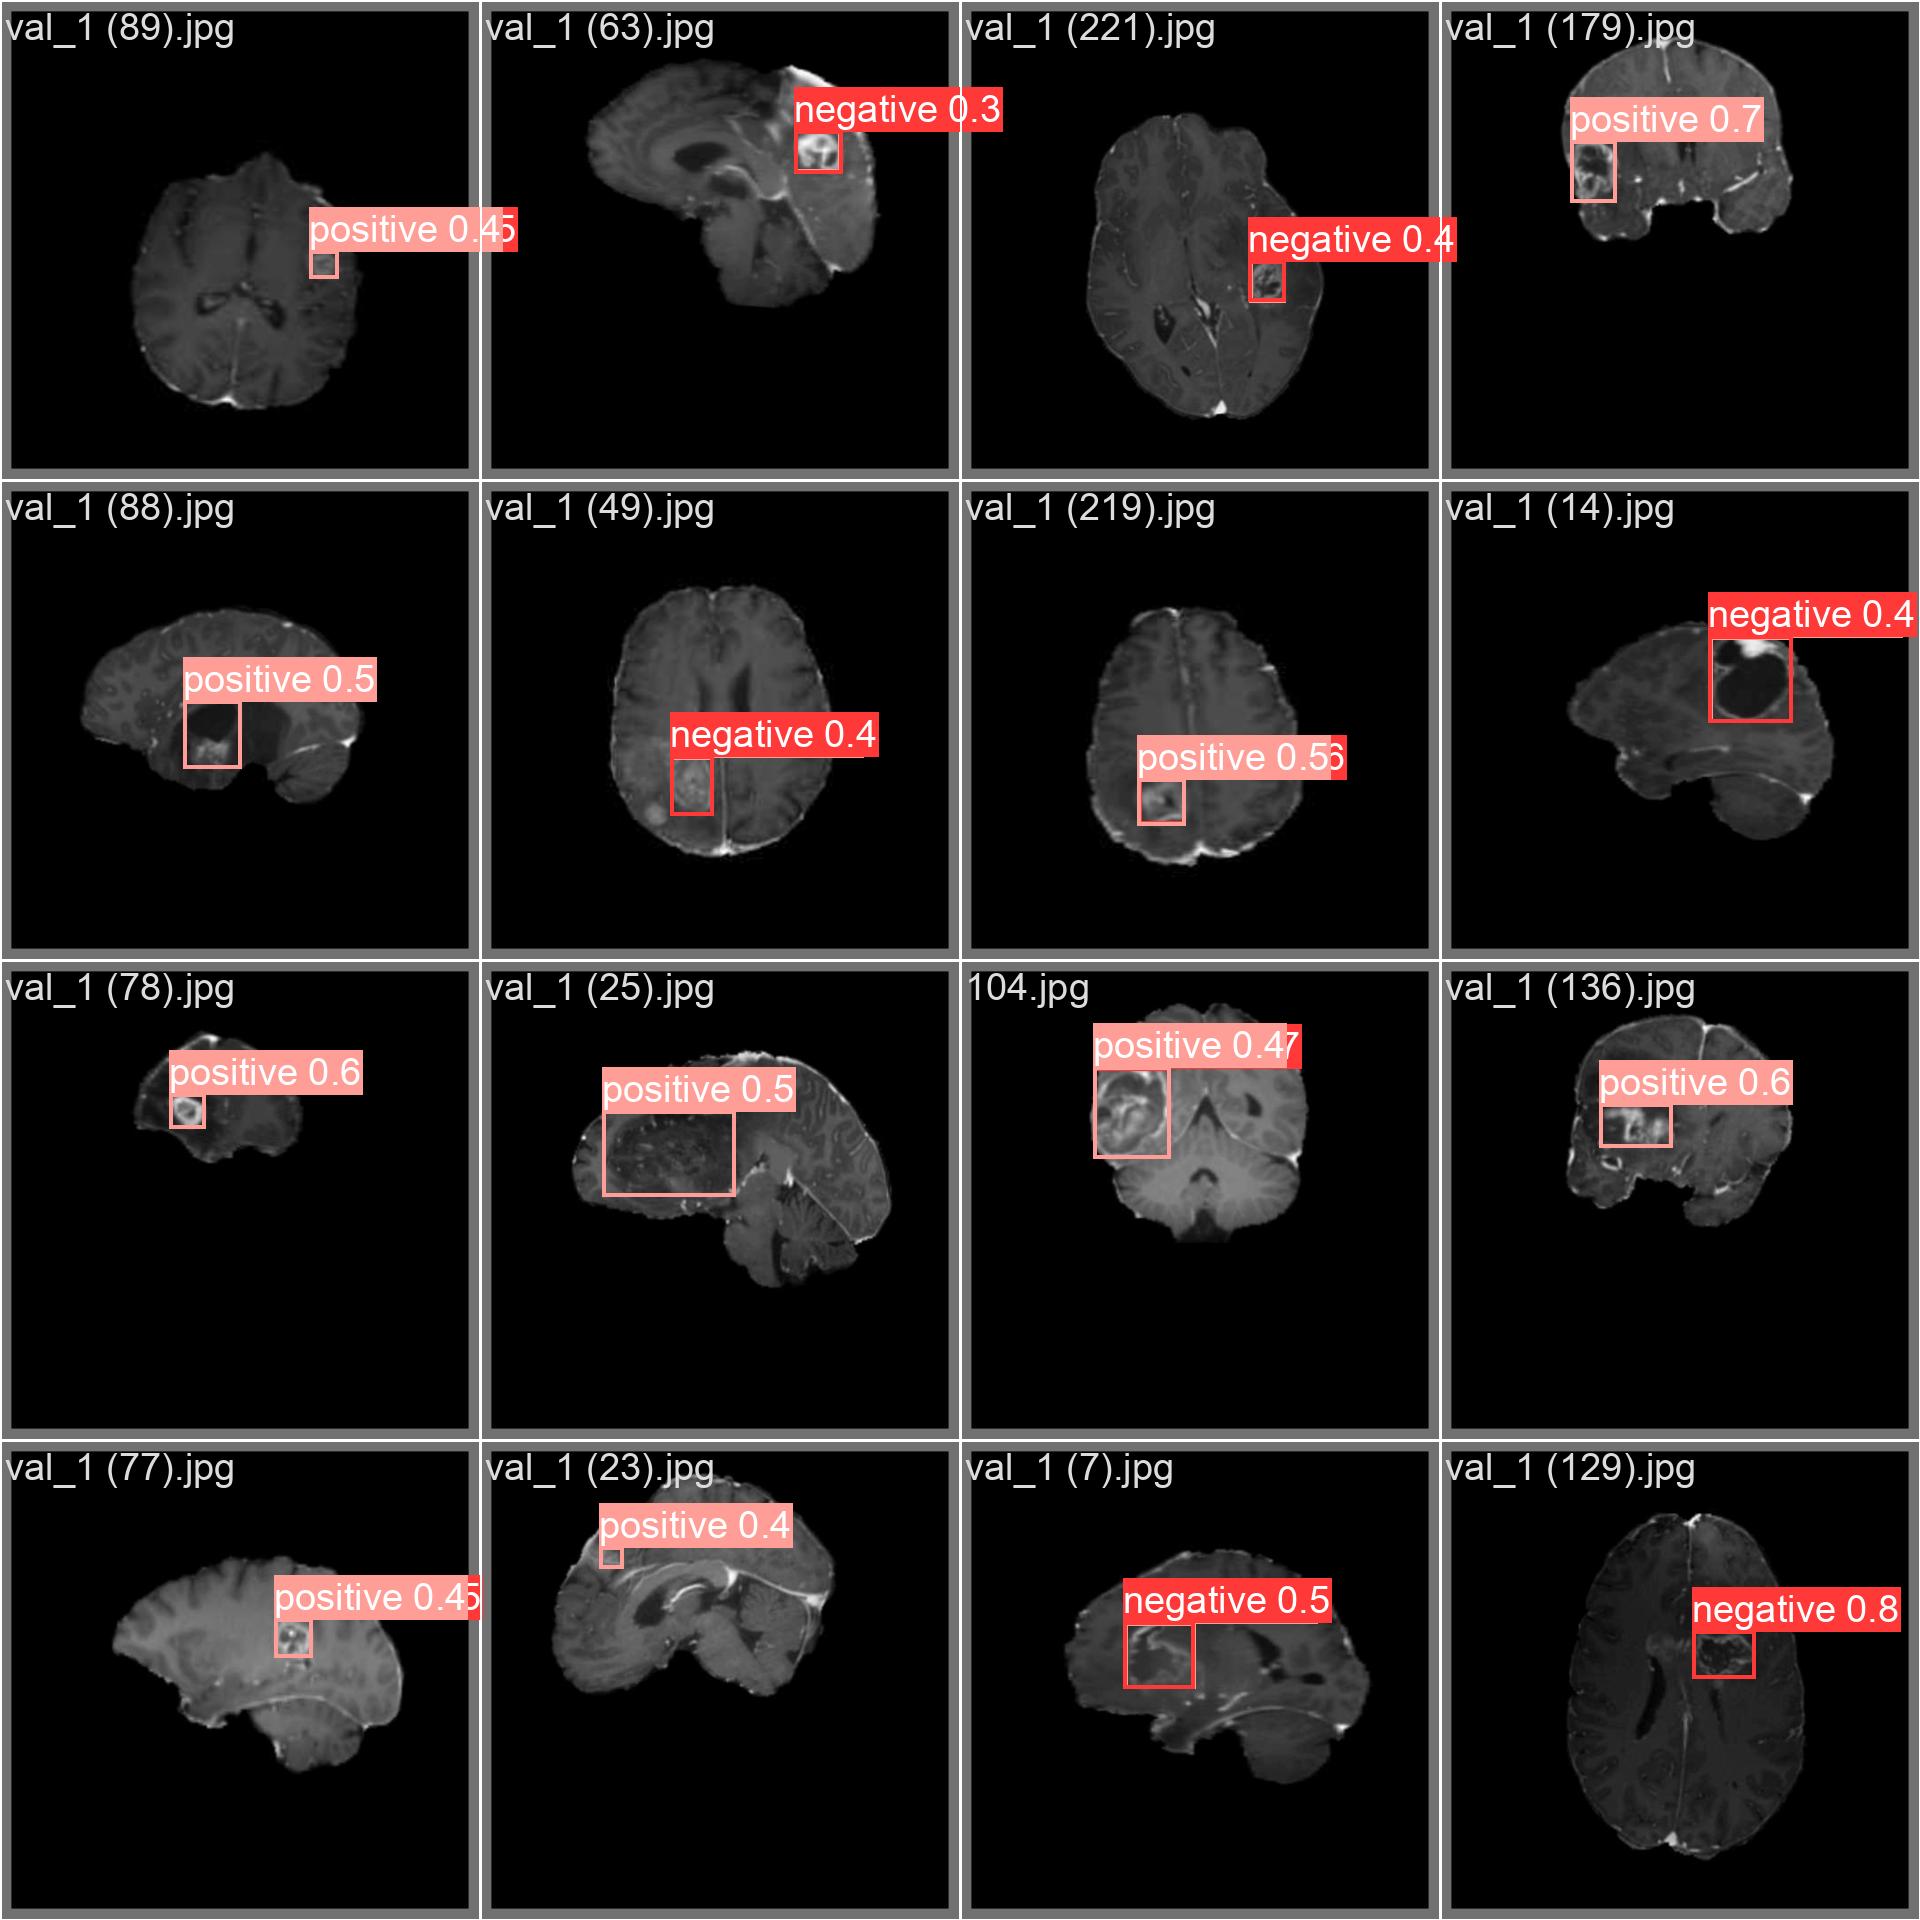 val_1 (89).jpg
positive 0.45
val_1 (63).jpg
negative 0.3
val_1 (221).jpg
negative 0.4
val_1 (179).jpg
positive 0.7
val_1 (88).jpg
positive 0.5
val_1 (49).jpg
negative 0.4
val_1 (219).jpg
positive 0.56
val_1 (14).jpg
negative 0.4
val_1 (78).jpg
positive 0.6
val_1 (25).jpg
positive 0.5
104.jpg
positive 0.47
val_1 (136).jpg
positive 0.6
val_1 (77).jpg
positive 0.45
val_1 (23).jpg
positive 0.4
val_1 (7).jpg
negative 0.5
val_1 (129).jpg
negative 0.8